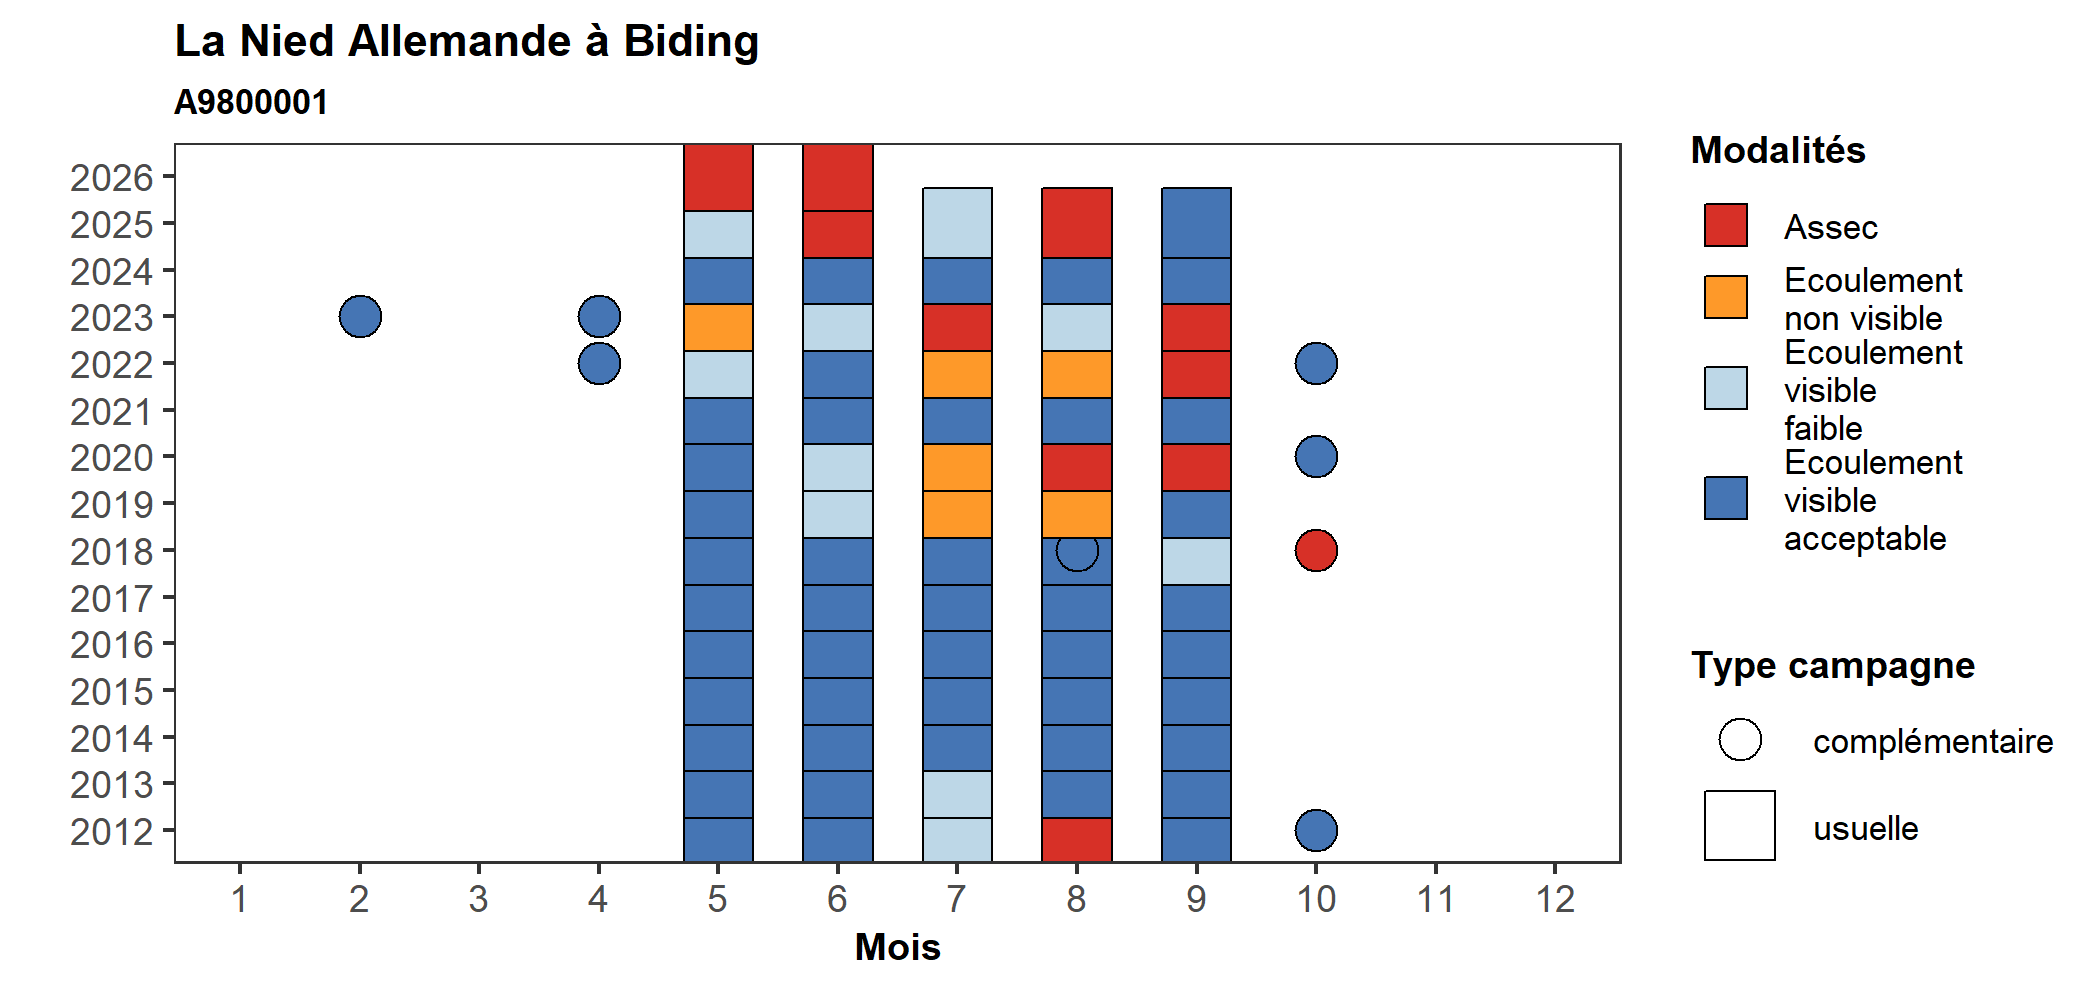 La Nied Allemande à Biding
A9800001
2026
2025
2024
2023
2022
2021
2020
2019
2018
2017
2016
2015
2014
2013
2012
1 2 3 4 5 6 7 8 9 10 11 12
Mois
Modalités
Assec
Ecoulement
non visible
Ecoulement
visible
faible
Ecoulement
visible
acceptable
Type campagne
complémentaire
usuelle